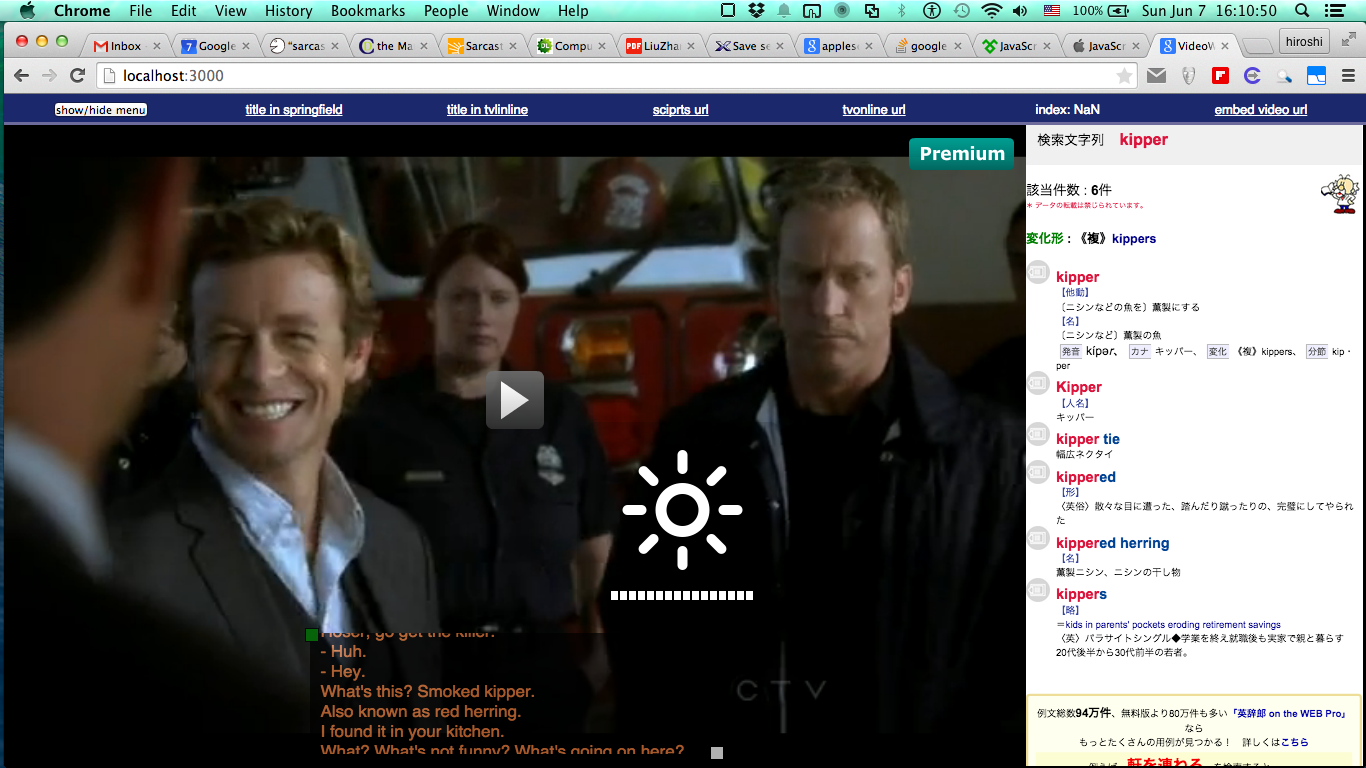 Chrome File Edit View History Bookmarks People Window Help 100% Sun Jun 7 16:10:50
Inbox Google "sarcas the Ma Sarcast Compu LiuZhar Save se applesc google JavaScr JavaScr VideoW hiroshi
localhost:3000
show/hide menu title in springfield title in tvlinline sciprts url tvonline url index: NaN embed video url
Premium
- Huh.
- Hey.
What's this? Smoked kipper.
Also known as red herring.
I found it in your kitchen.
What? What's not funny? What's going on here?
CTV
検索文字列 kipper
該当件数 : 6件
＊ データの転載は禁じられています。
変化形 : 《複》kippers
kipper
【他動】
〔ニシンなどの魚を〕薫製にする
【名】
〔ニシンなど〕薫製の魚
発音 kípər、 カナ キッパー、 変化 《複》kippers、 分節 kip・
per
Kipper
【人名】
キッパー
kipper tie
幅広ネクタイ
kippered
【形】
〈英俗〉散々な目に遭った、踏んだり蹴ったりの、完璧にしてやられ
た
kippered herring
【名】
薫製ニシン、ニシンの干し物
kippers
【略】
＝kids in parents' pockets eroding retirement savings
〈英〉パラサイトシングル◆学業を終え就職後も実家で親と暮らす
20代後半から30代前半の若者。
例文総数94万件、無料版より80万件も多い「英辞郎 on the WEB Pro」
なら
もっとたくさんの用例が見つかる！ 詳しくはこちら